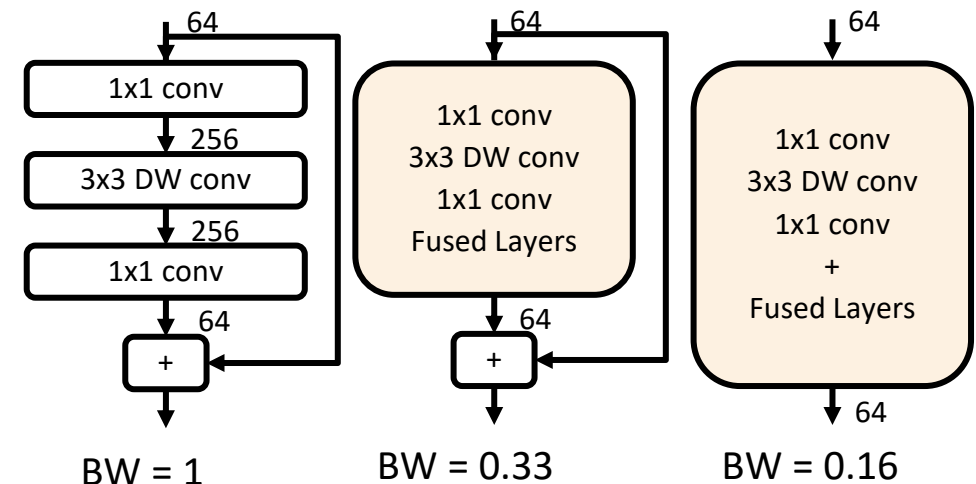 64
1x1 conv
256
3x3 DW conv
256
1x1 conv
64
+
BW = 1
64
1x1 conv
3x3 DW conv
1x1 conv
Fused Layers
64
+
BW = 0.33
64
1x1 conv
3x3 DW conv
1x1 conv
+
Fused Layers
64
BW = 0.16